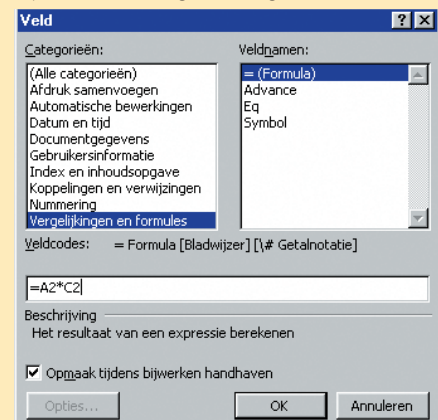 Veld
Categorieën:
(Alle categorieën)
Afdruk samenvoegen
Automatische bewerkingen
Datum en tijd
Documentgegevens
Gebruikersinformatie
Index en inhoudsopgave
Koppelingen en verwijzingen
Nummering
Vergelijkingen en formules
Veldnamen:
= (Formula)
Advance
Eq
Symbol
Veldcodes: = Formula [Bladwijzer] [\# Getalnotatie]
=A2*C2
Beschrijving
Het resultaat van een expressie berekenen
Opmaak tijdens bijwerken handhaven
Opties... OK Annuleren